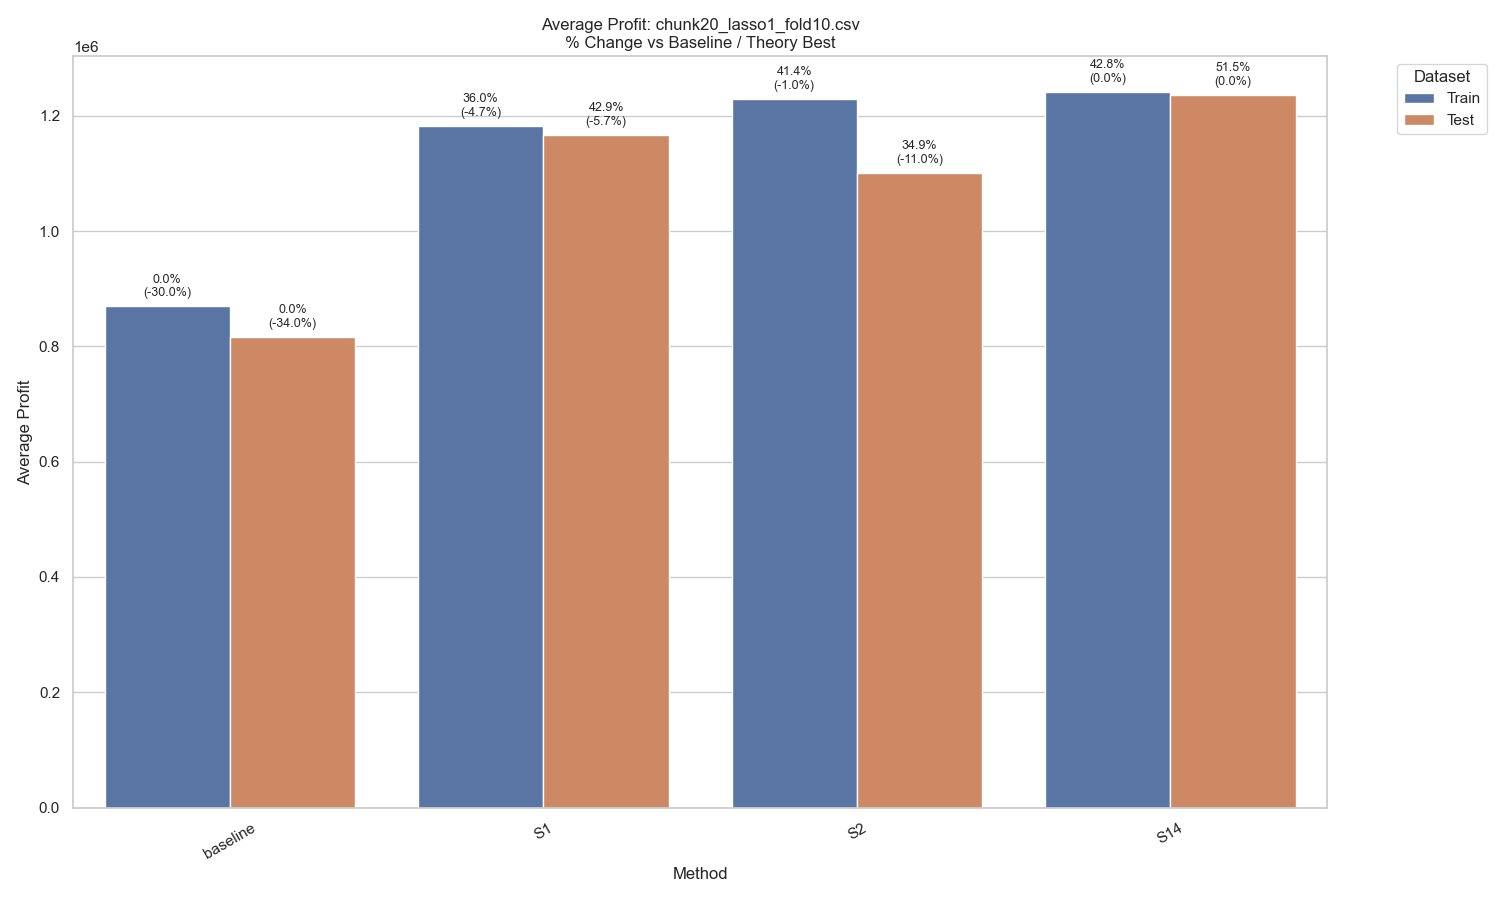 Average Profit: chunk20_lasso1_fold10.csv
% Change vs Baseline / Theory Best
1e6
Average Profit
1.2
1.0
0.8
0.6
0.4
0.2
0.0
0.0%
(-30.0%)
0.0%
(-34.0%)
36.0%
(-4.7%)
42.9%
(-5.7%)
41.4%
(-1.0%)
34.9%
(-11.0%)
42.8%
(0.0%)
51.5%
(0.0%)
baseline
S1
S2
S14
Method
Dataset
Train
Test